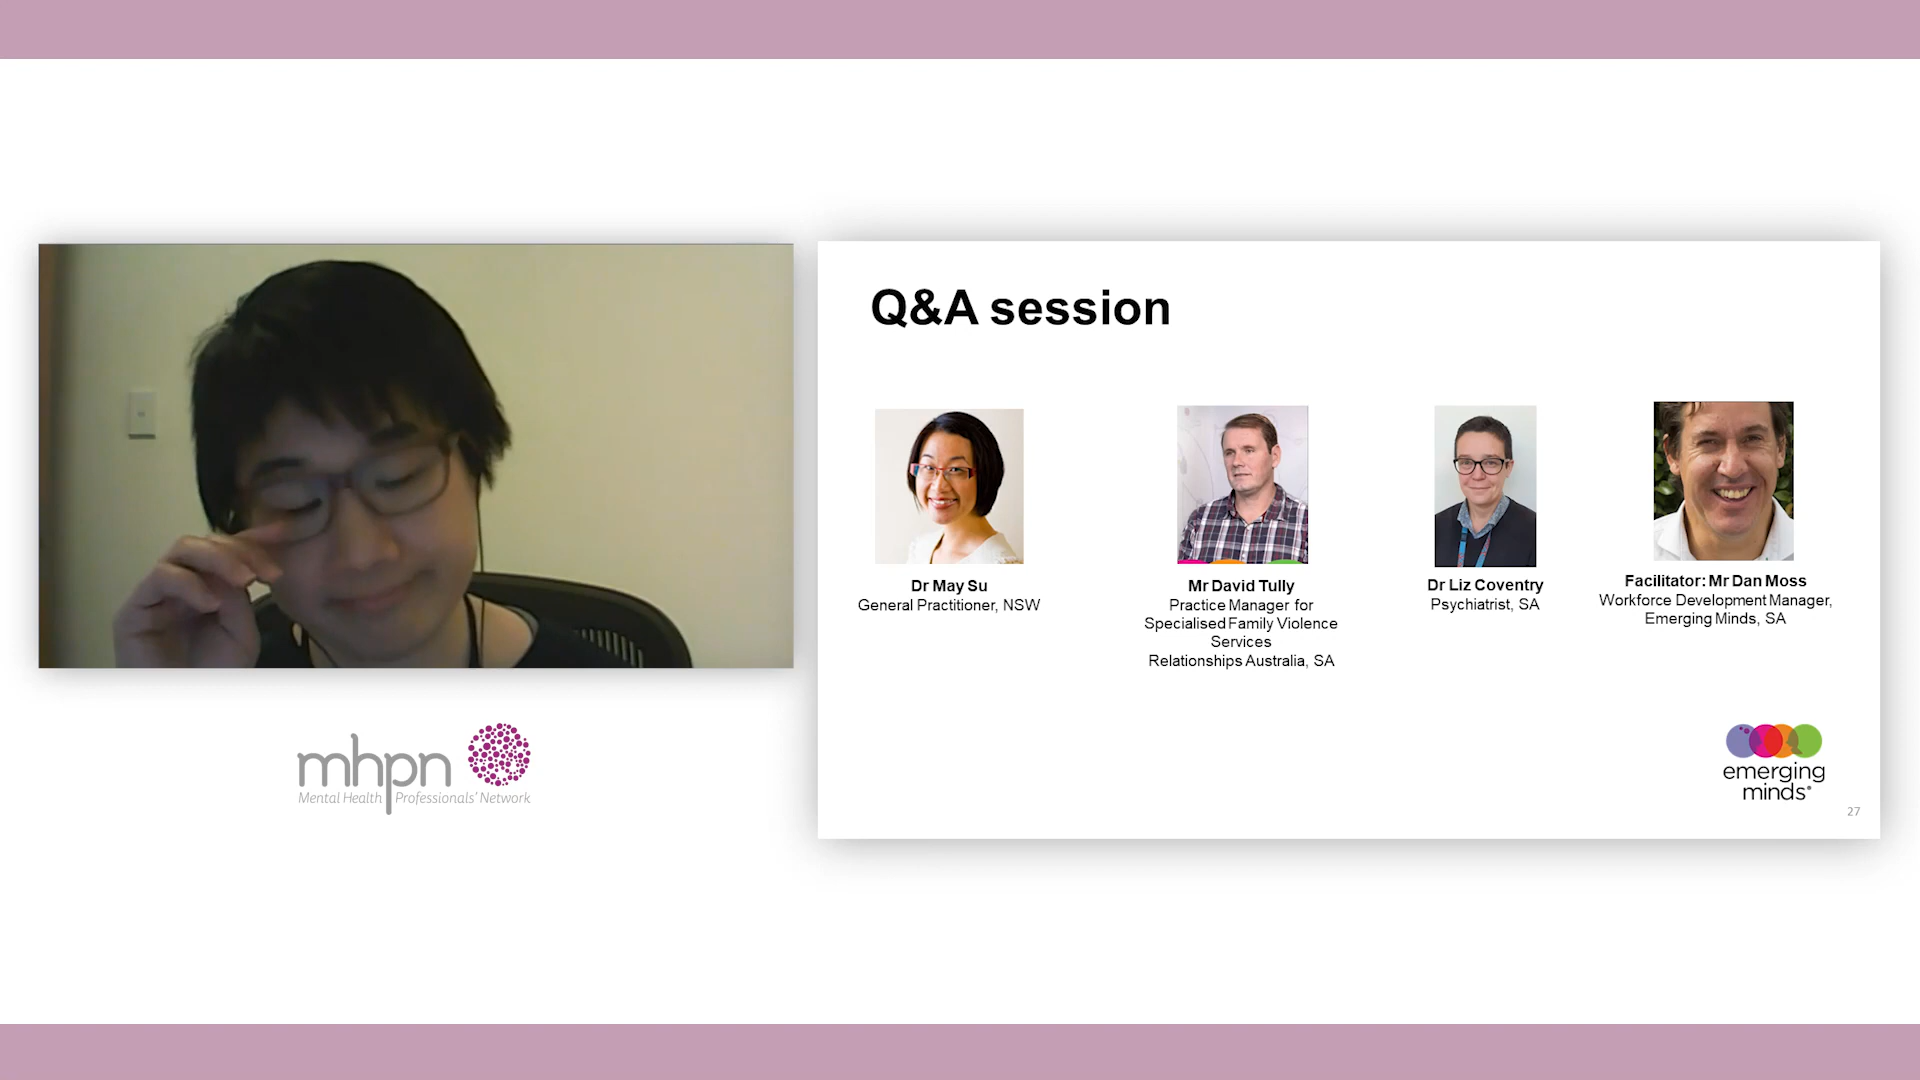 Q&A session
Dr May Su
General Practitioner, NSW
Mr David Tully
Practice Manager for
Specialised Family Violence
Services
Relationships Australia, SA
Dr Liz Coventry
Psychiatrist, SA
Facilitator: Mr Dan Moss
Workforce Development Manager,
Emerging Minds, SA
mhpn
Mental Health Professionals' Network
emerging
minds
27